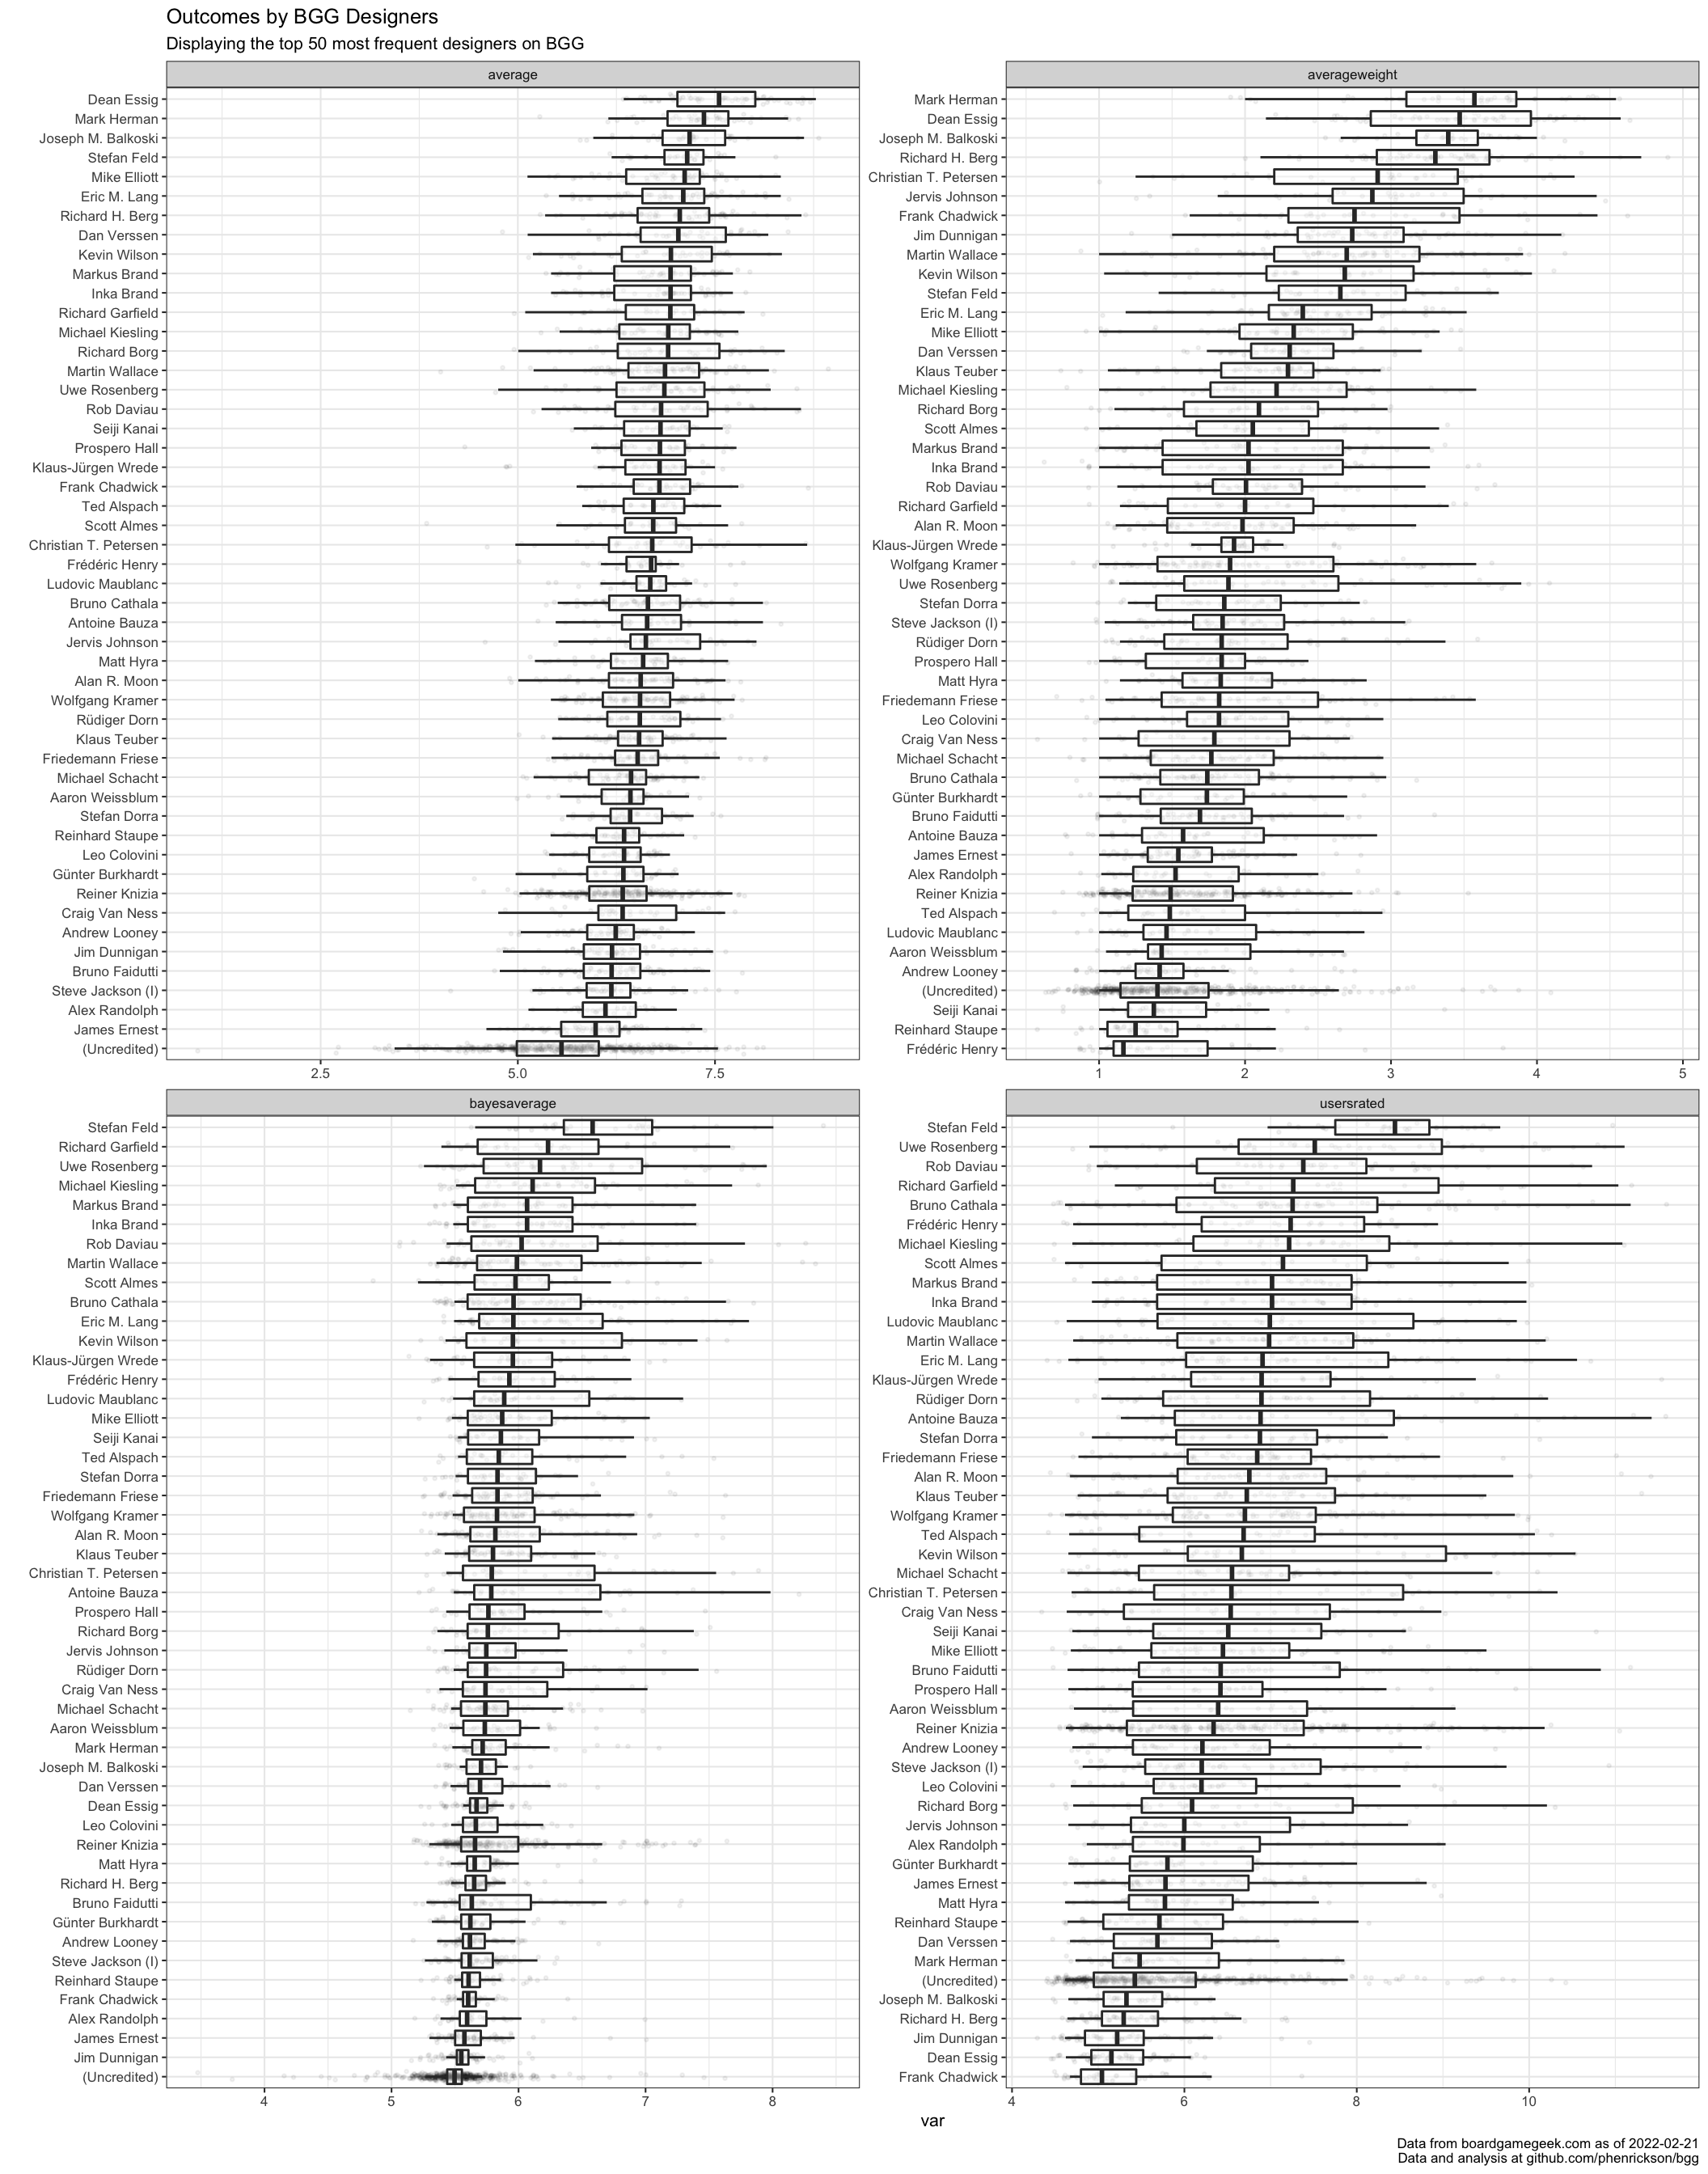 Outcomes by BGG Designers
Displaying the top 50 most frequent designers on BGG
average
Dean Essig
Mark Herman
Joseph M. Balkoski
Stefan Feld
Mike Elliott
Eric M. Lang
Richard H. Berg
Dan Verssen
Kevin Wilson
Markus Brand
Inka Brand
Richard Garfield
Michael Kiesling
Richard Borg
Martin Wallace
Uwe Rosenberg
Rob Daviau
Seiji Kanai
Prospero Hall
Klaus-Jürgen Wrede
Frank Chadwick
Ted Alspach
Scott Almes
Christian T. Petersen
Frédéric Henry
Ludovic Maublanc
Bruno Cathala
Antoine Bauza
Jervis Johnson
Matt Hyra
Alan R. Moon
Wolfgang Kramer
Rüdiger Dorn
Klaus Teuber
Friedemann Friese
Michael Schacht
Aaron Weissblum
Stefan Dorra
Reinhard Staupe
Leo Colovini
Günter Burkhardt
Reiner Knizia
Craig Van Ness
Andrew Looney
Jim Dunnigan
Bruno Faidutti
Steve Jackson (I)
Alex Randolph
James Ernest
(Uncredited)
2.5 5.0 7.5
averageweight
Mark Herman
Dean Essig
Joseph M. Balkoski
Richard H. Berg
Christian T. Petersen
Jervis Johnson
Frank Chadwick
Jim Dunnigan
Martin Wallace
Kevin Wilson
Stefan Feld
Eric M. Lang
Mike Elliott
Dan Verssen
Klaus Teuber
Michael Kiesling
Richard Borg
Scott Almes
Markus Brand
Inka Brand
Rob Daviau
Richard Garfield
Alan R. Moon
Klaus-Jürgen Wrede
Wolfgang Kramer
Uwe Rosenberg
Stefan Dorra
Steve Jackson (I)
Rüdiger Dorn
Prospero Hall
Matt Hyra
Friedemann Friese
Leo Colovini
Craig Van Ness
Michael Schacht
Bruno Cathala
Günter Burkhardt
Bruno Faidutti
Antoine Bauza
James Ernest
Alex Randolph
Reiner Knizia
Ted Alspach
Ludovic Maublanc
Aaron Weissblum
Andrew Looney
(Uncredited)
Seiji Kanai
Reinhard Staupe
Frédéric Henry
1 2 3 4 5
bayesaverage
Stefan Feld
Richard Garfield
Uwe Rosenberg
Michael Kiesling
Markus Brand
Inka Brand
Rob Daviau
Martin Wallace
Scott Almes
Bruno Cathala
Eric M. Lang
Kevin Wilson
Klaus-Jürgen Wrede
Frédéric Henry
Ludovic Maublanc
Mike Elliott
Seiji Kanai
Ted Alspach
Stefan Dorra
Friedemann Friese
Wolfgang Kramer
Alan R. Moon
Klaus Teuber
Christian T. Petersen
Antoine Bauza
Prospero Hall
Richard Borg
Jervis Johnson
Rüdiger Dorn
Craig Van Ness
Michael Schacht
Aaron Weissblum
Mark Herman
Joseph M. Balkoski
Dan Verssen
Dean Essig
Leo Colovini
Reiner Knizia
Matt Hyra
Richard H. Berg
Bruno Faidutti
Günter Burkhardt
Andrew Looney
Steve Jackson (I)
Reinhard Staupe
Frank Chadwick
Alex Randolph
James Ernest
Jim Dunnigan
(Uncredited)
4 5 6 7 8
usersrated
Stefan Feld
Uwe Rosenberg
Rob Daviau
Richard Garfield
Bruno Cathala
Frédéric Henry
Michael Kiesling
Scott Almes
Markus Brand
Inka Brand
Ludovic Maublanc
Martin Wallace
Eric M. Lang
Klaus-Jürgen Wrede
Rüdiger Dorn
Antoine Bauza
Stefan Dorra
Friedemann Friese
Alan R. Moon
Klaus Teuber
Wolfgang Kramer
Ted Alspach
Kevin Wilson
Michael Schacht
Christian T. Petersen
Craig Van Ness
Seiji Kanai
Mike Elliott
Bruno Faidutti
Prospero Hall
Aaron Weissblum
Reiner Knizia
Andrew Looney
Steve Jackson (I)
Leo Colovini
Richard Borg
Jervis Johnson
Alex Randolph
Günter Burkhardt
James Ernest
Matt Hyra
Reinhard Staupe
Dan Verssen
Mark Herman
(Uncredited)
Joseph M. Balkoski
Richard H. Berg
Jim Dunnigan
Dean Essig
Frank Chadwick
4 6 8 10
var
Data from boardgamegeek.com as of 2022-02-21
Data and analysis at github.com/phenrickson/bgg